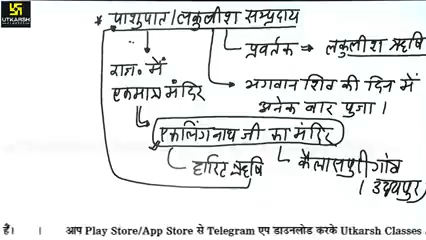 UTKARSH
CLASSES
* पाशुपात/लकुलीश सम्प्रदाय
प्रवर्तक → लकुलीश ऋषि
राज. में
एकमात्र मंदिर
भगवान शिव की दिन में
अनेक बार पूजा।
एकलिंगनाथ जी का मंदिर
हारित ऋषि
कैलाशपुरी गाँव
(उदयपुर)
है। । आप Play Store/App Store से Telegram एप डाउनलोड करके Utkarsh Classes